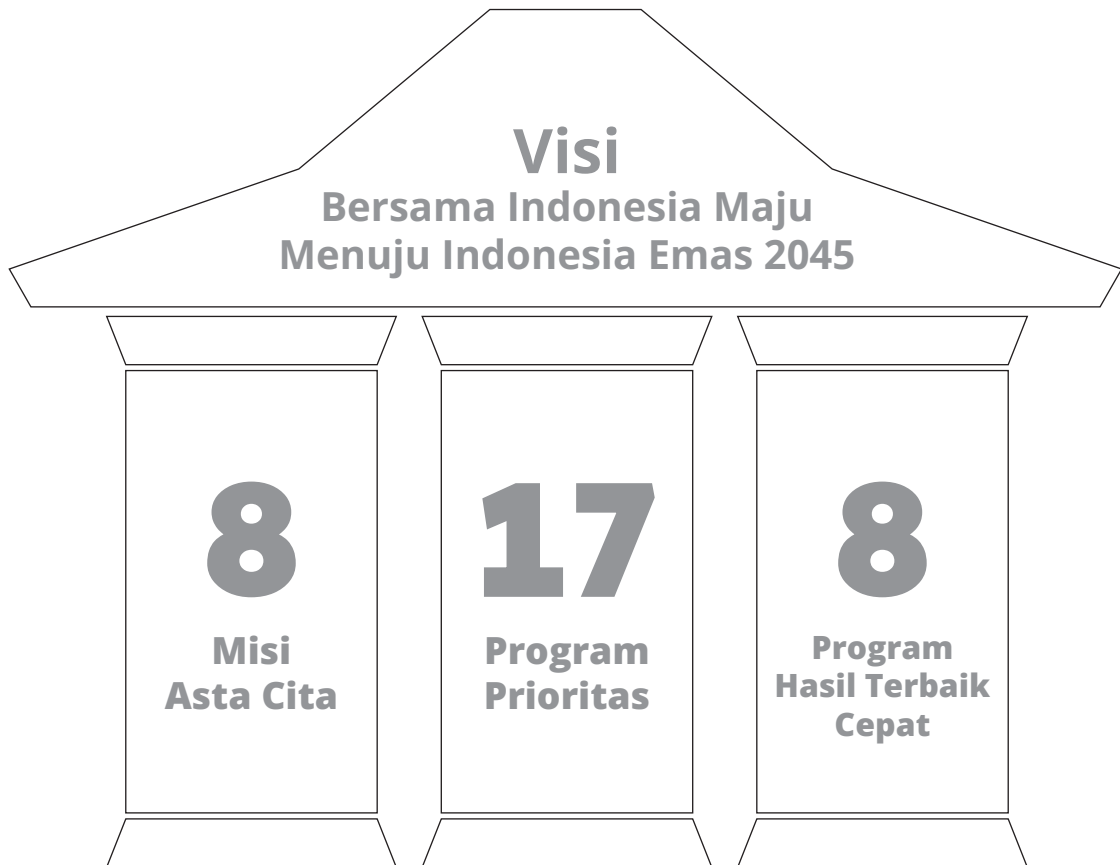 Visi
Bersama Indonesia Maju
Menuju Indonesia Emas 2045
8
Misi
Asta Cita
17
Program
Prioritas
8
Program
Hasil Terbaik
Cepat